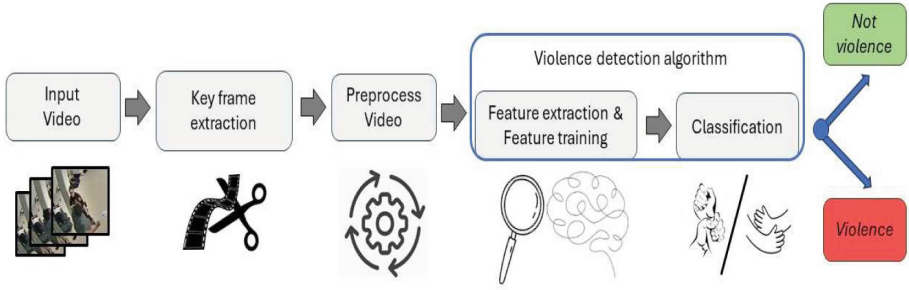 Input
Video
Key frame
extraction
Preprocess
Video
Violence detection algorithm
Feature extraction &
Feature training
Classification
Not
violence
Violence